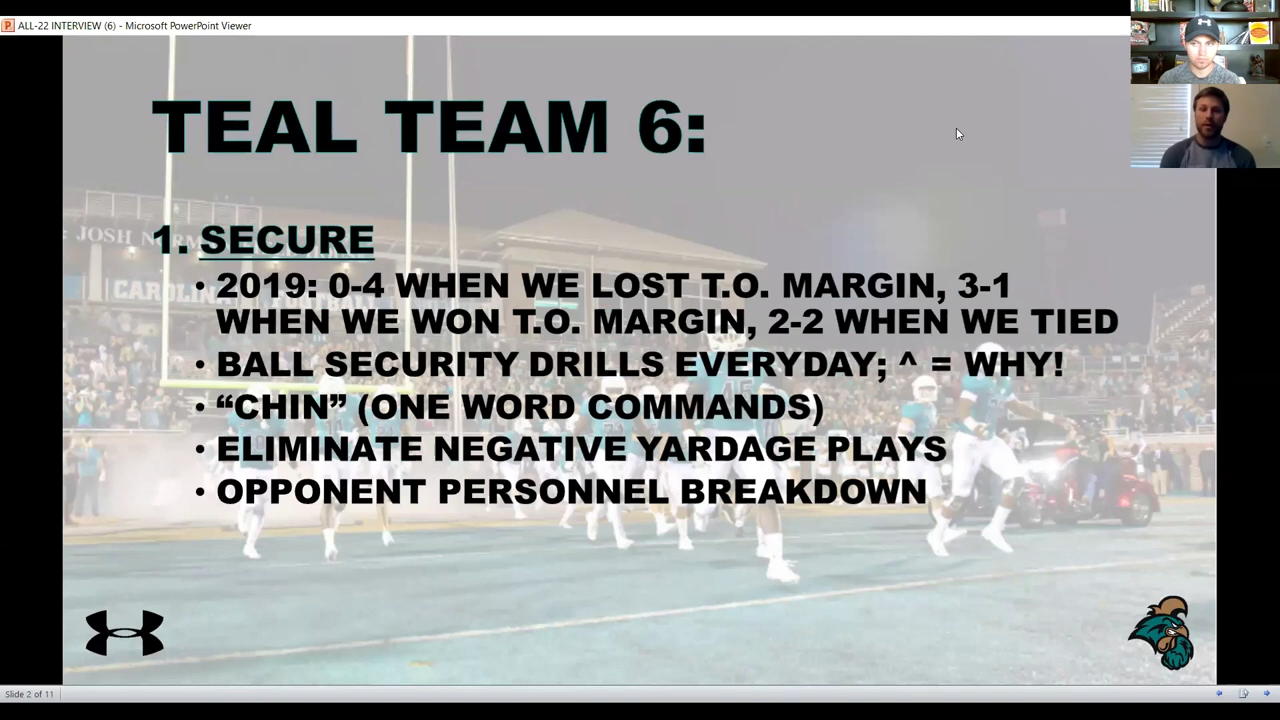 ALL-22 INTERVIEW (6) - Microsoft PowerPoint Viewer
TEAL TEAM 6:
JOSH
CAROLINA
1. SECURE
• 2019: 0-4 WHEN WE LOST T.O. MARGIN, 3-1
WHEN WE WON T.O. MARGIN, 2-2 WHEN WE TIED
• BALL SECURITY DRILLS EVERYDAY; ^ = WHY!
• “CHIN” (ONE WORD COMMANDS)
• ELIMINATE NEGATIVE YARDAGE PLAYS
• OPPONENT PERSONNEL BREAKDOWN
Slide 2 of 11